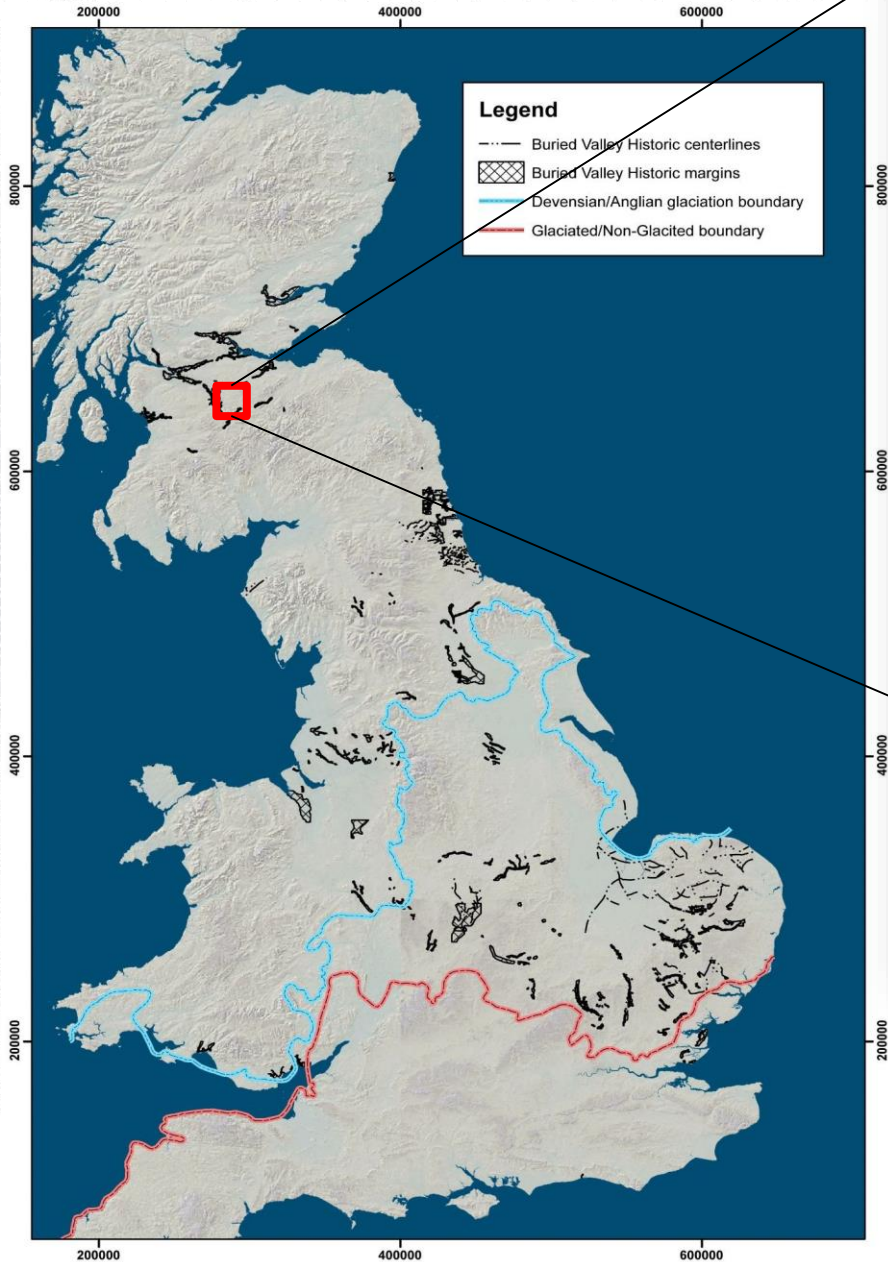 200000 400000 600000
Legend
Buried Valley Historic centerlines
Buried Valley Historic margins
Devensian/Anglian glaciation boundary
Glaciated/Non-Glacited boundary
800000 800000
600000 600000
400000 400000
200000 200000
200000 400000 600000